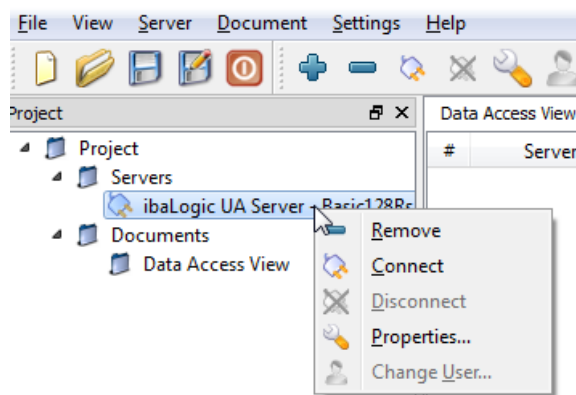 File View Server Document Settings Help
Project
Data Access View
Project
# Server
Servers
ibaLogic UA Server - Basic128Rs
Remove
Documents
Connect
Data Access View
Disconnect
Properties...
Change User...